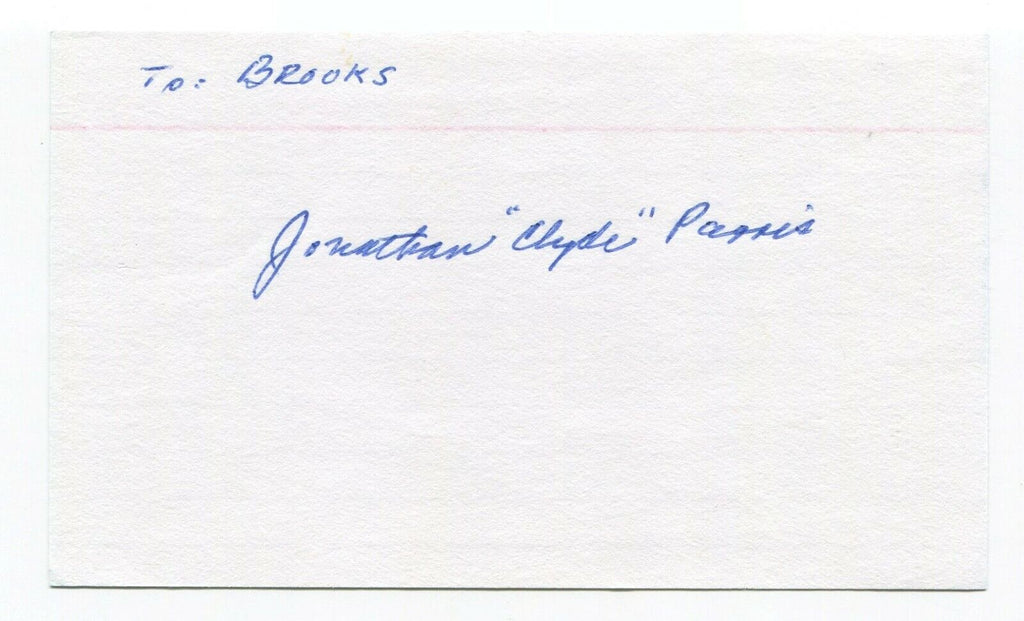 To: BROOKS
Jonathan "Clyde" Parris